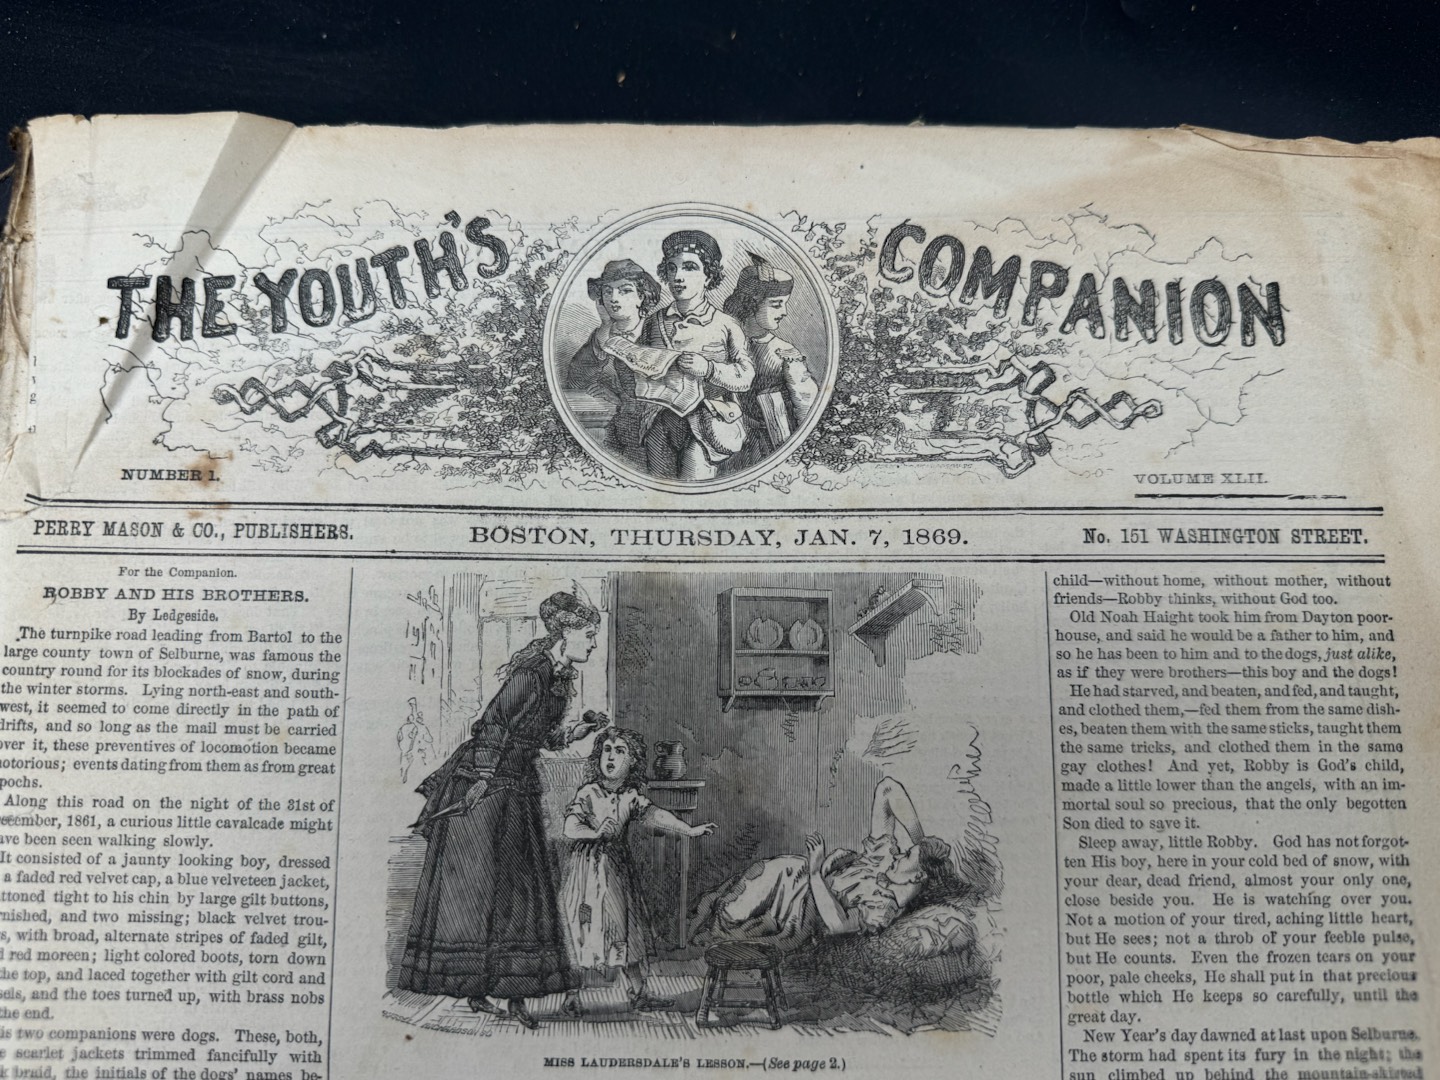 THE YOUTH'S COMPANION
NUMBER 1.
VOLUME XLII.
PERRY MASON & CO., PUBLISHERS.
BOSTON, THURSDAY, JAN. 7, 1869.
No. 151 WASHINGTON STREET.
For the Companion.
ROBBY AND HIS BROTHERS.
By Ledgeside.
The turnpike road leading from Bartol to the
large county town of Selburne, was famous the
country round for its blockades of snow, during
the winter storms. Lying north-east and south-
west, it seemed to come directly in the path of
drifts, and so long as the mail must be carried
over it, these preventives of locomotion became
notorious; events dating from them as from great
pochs.
Along this road on the night of the 31st of
December, 1861, a curious little cavalcade might
ave been seen walking slowly.
It consisted of a jaunty looking boy, dressed
a faded red velvet cap, a blue velveteen jacket,
ttoned tight to his chin by large gilt buttons,
rnished, and two missing; black velvet trou-
s, with broad, alternate stripes of faded gilt,
d red moreen; light colored boots, torn down
the top, and laced together with gilt cord and
sels, and the toes turned up, with brass nobs
the end.
is two companions were dogs. These, both,
e scarlet jackets trimmed fancifully with
k braid, the initials of the dogs' names be-
MISS LAUDERSDALE'S LESSON.—(See page 2.)
child—without home, without mother, without
friends—Robby thinks, without God too.
Old Noah Haight took him from Dayton poor-
house, and said he would be a father to him, and
so he has been to him and to the dogs, just alike,
as if they were brothers—this boy and the dogs!
He had starved, and beaten, and fed, and taught,
and clothed them,—fed them from the same dish-
es, beaten them with the same sticks, taught them
the same tricks, and clothed them in the same
gay clothes! And yet, Robby is God's child,
made a little lower than the angels, with an im-
mortal soul so precious, that the only begotten
Son died to save it.
Sleep away, little Robby. God has not forgot-
ten His boy, here in your cold bed of snow, with
your dear, dead friend, almost your only one,
close beside you. He is watching over you.
Not a motion of your tired, aching little heart,
but He sees; not a throb of your feeble pulse,
but He counts. Even the frozen tears on your
poor, pale cheeks, He shall put in that precious
bottle which He keeps so carefully, until the
great day.
New Year's day dawned at last upon Selburne.
The storm had spent its fury in the night; the
sun climbed up behind the mountain-skirted